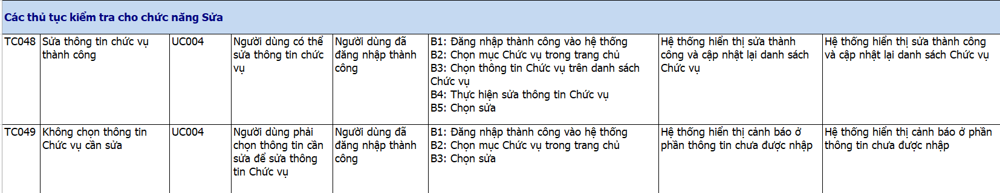 Các thủ tục kiểm tra cho chức năng Sửa
TC048
Sửa thông tin chức vụ
thành công
UC004
Người dùng có thể
sửa thông tin chức
vụ
Người dùng đã
đăng nhập thành
công
B1: Đăng nhập thành công vào hệ thống
B2: Chọn mục Chức vụ trong trang chủ
B3: Chọn thông tin Chức vụ trên danh sách
Chức vụ
B4: Thực hiện sửa thông tin Chức vụ
B5: Chọn sửa
Hệ thống hiển thị sửa thành
công và cập nhật lại danh sách
Chức vụ
Hệ thống hiển thị sửa thành công
và cập nhật lại danh sách Chức vụ
TC049
Không chọn thông tin
Chức vụ cần sửa
UC004
Người dùng phải
chọn thông tin cần
sửa để sửa thông
tin Chức vụ
Người dùng đã
đăng nhập thành
công
B1: Đăng nhập thành công vào hệ thống
B2: Chọn mục Chức vụ trong trang chủ
B3: Chọn sửa
Hệ thống hiển thị cảnh báo ở
phần thông tin chưa được nhập
Hệ thống hiển thị cảnh báo ở phần
thông tin chưa được nhập